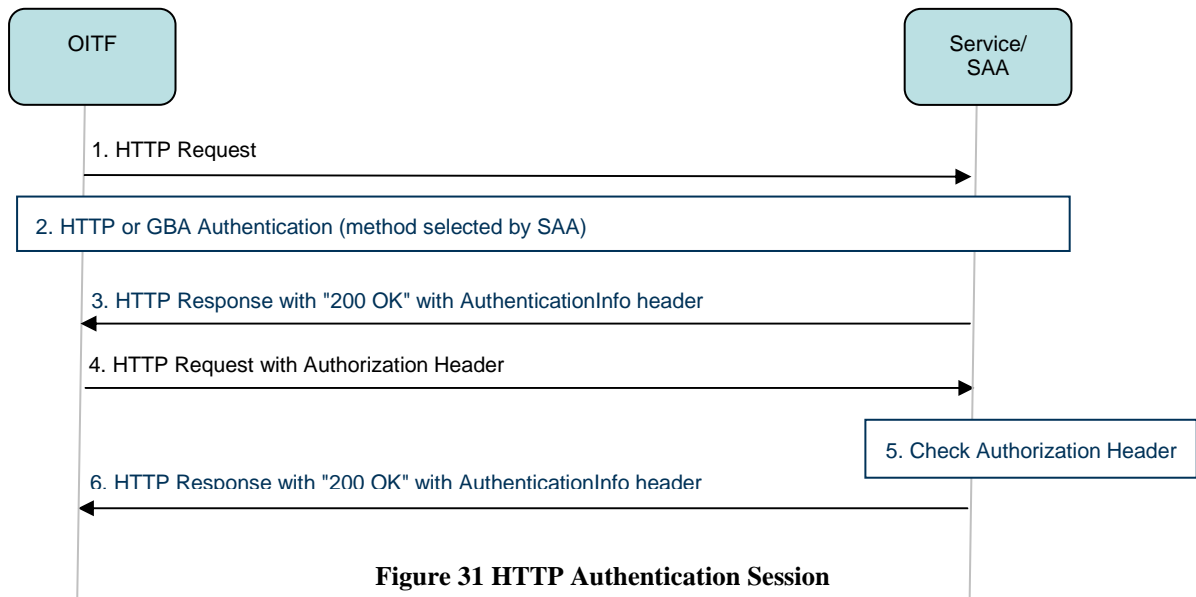 OITF
Service/
SAA
1. HTTP Request
2. HTTP or GBA Authentication (method selected by SAA)
3. HTTP Response with "200 OK" with AuthenticationInfo header
4. HTTP Request with Authorization Header
5. Check Authorization Header
6. HTTP Response with "200 OK" with AuthenticationInfo header
Figure 31 HTTP Authentication Session